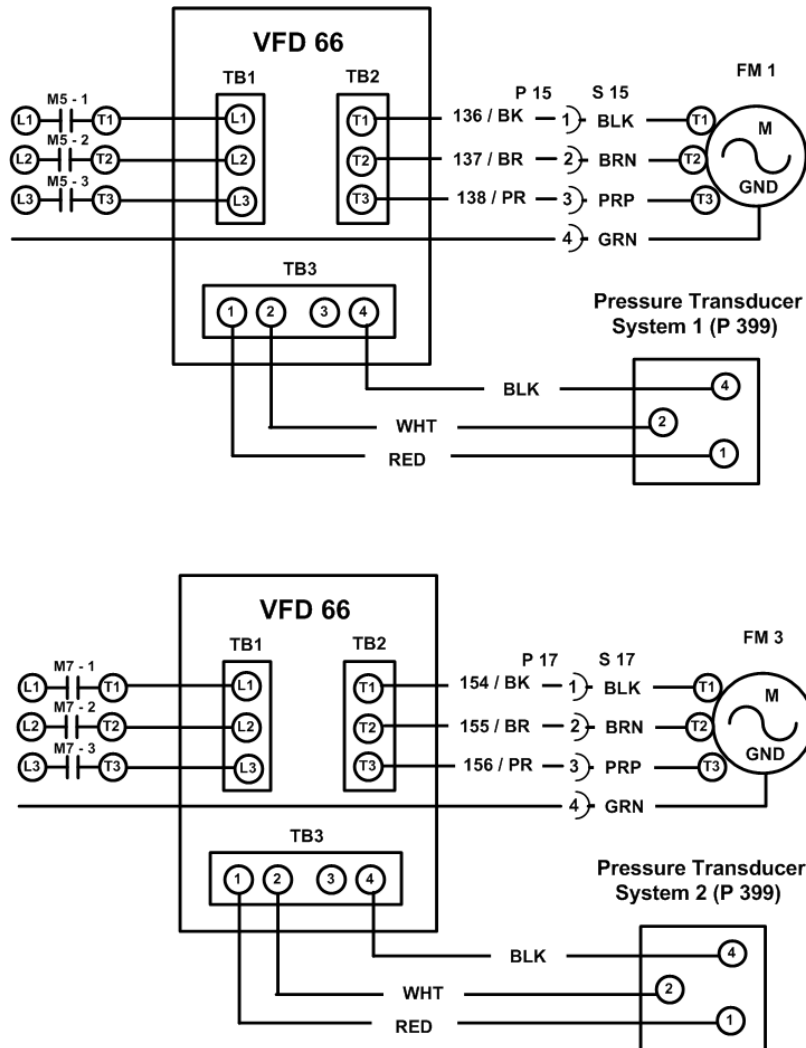 VFD 66
TB1 TB2 P 15 S 15 FM 1
L1 M5 - 1 T1 L1 T1 136 / BK 1 BLK T1 M
L2 M5 - 2 T2 L2 T2 137 / BR 2 BRN T2
L3 M5 - 3 T3 L3 T3 138 / PR 3 PRP T3 GND
4 GRN
TB3
1 2 3 4
Pressure Transducer
System 1 (P 399)
BLK 4
WHT 2
RED 1
VFD 66
TB1 TB2 P 17 S 17 FM 3
L1 M7 - 1 T1 L1 T1 154 / BK 1 BLK T1 M
L2 M7 - 2 T2 L2 T2 155 / BR 2 BRN T2
L3 M7 - 3 T3 L3 T3 156 / PR 3 PRP T3 GND
4 GRN
TB3
1 2 3 4
Pressure Transducer
System 2 (P 399)
BLK 4
WHT 2
RED 1